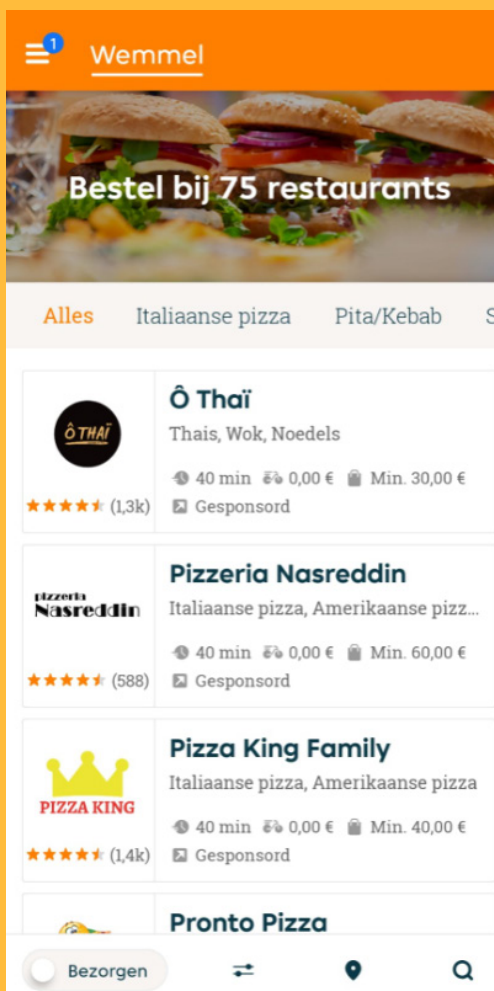 1
Wemmel
Bestel bij 75 restaurants
Alles Italiaanse pizza Pita/Kebab S
Ô THAÏ
Ô Thaï
Thais, Wok, Noedels
40 min 0,00 € Min. 30,00 €
(1,3k) Gesponsord
pizzeria
Nasreddin
Pizzeria Nasreddin
Italiaanse pizza, Amerikaanse pizz...
40 min 0,00 € Min. 60,00 €
(588) Gesponsord
PIZZA KING
Pizza King Family
Italiaanse pizza, Amerikaanse pizza
40 min 0,00 € Min. 40,00 €
(1,4k) Gesponsord
Pronto Pizza
Bezorgen